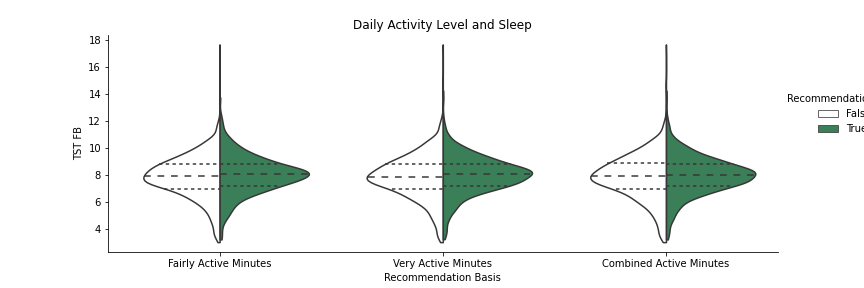 Daily Activity Level and Sleep
18
16
14
12
10
8
6
4
TST FB
Fairly Active Minutes
Very Active Minutes
Combined Active Minutes
Recommendation Basis
Recommendatio
Fals
True